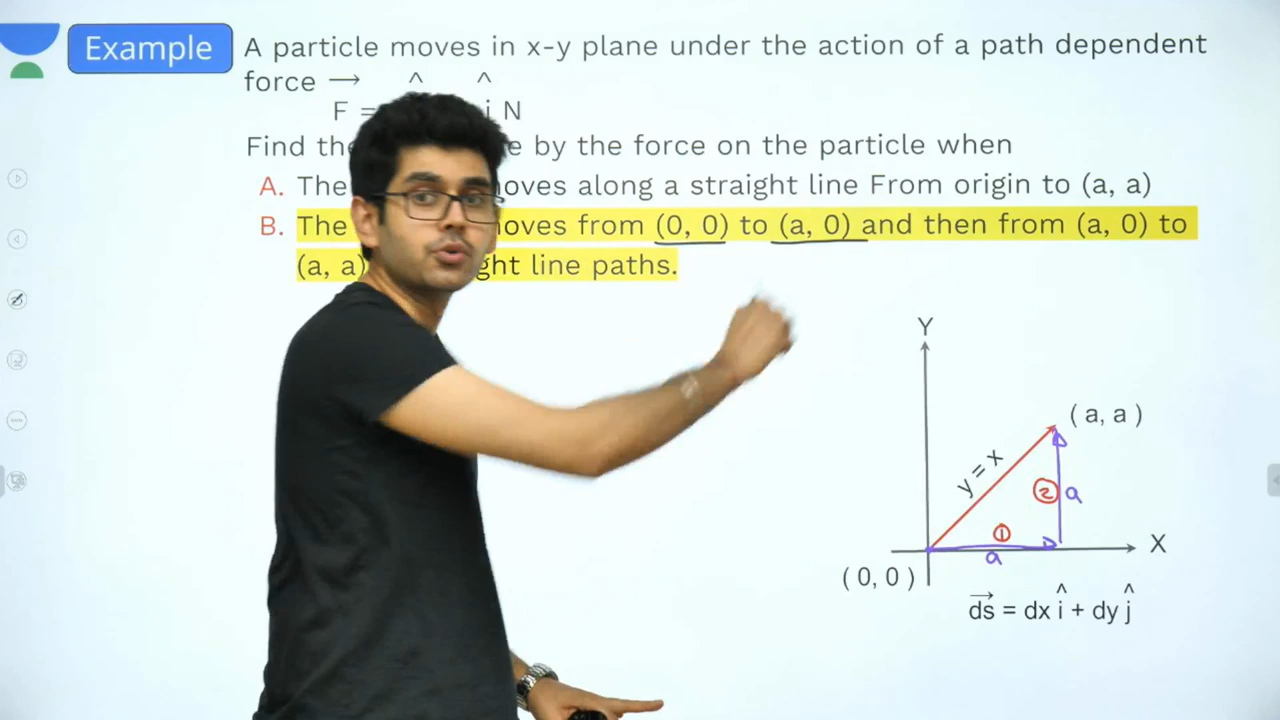 Example
A particle moves in x-y plane under the action of a path dependent
force →
^ ^
F = j N
Find the by the force on the particle when
A. The oves along a straight line From origin to (a, a)
B. The oves from (0, 0) to (a, 0) and then from (a, 0) to
(a, a) ght line paths.
Y
( a, a )
y = x
2 a
1
X
a
( 0, 0 )
→ ds = dx î + dy ĵ